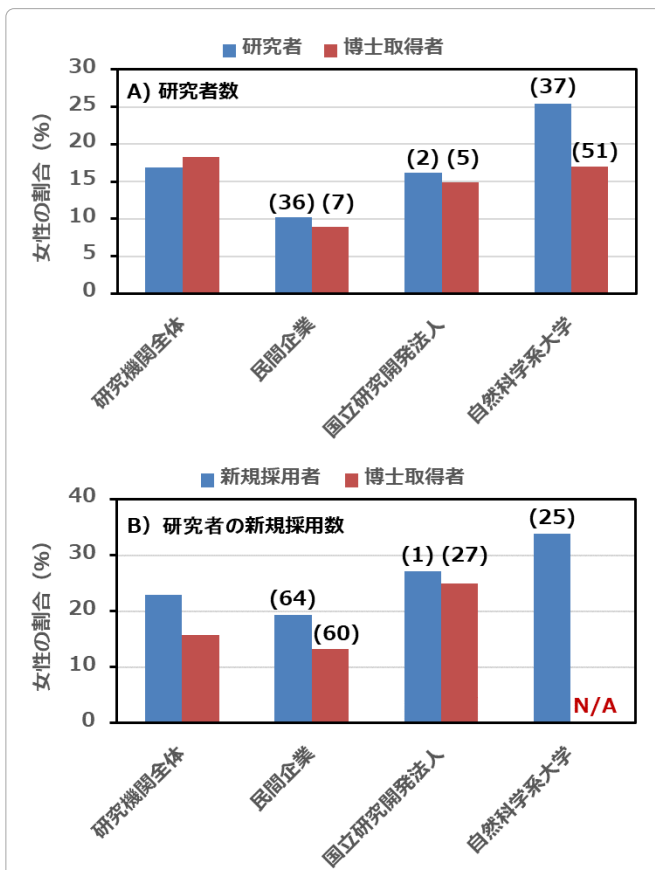 研究者 博士取得者
30
25
20
15
10
5
0
女性の割合（%）
A) 研究者数
(36) (7)
(2) (5)
(37)
(51)
研究機関全体
民間企業
国立研究開発法人
自然科学系大学
新規採用者 博士取得者
40
30
20
10
0
女性の割合（%）
B）研究者の新規採用数
(64)
(60)
(1) (27)
(25)
N/A
研究機関全体
民間企業
国立研究開発法人
自然科学系大学